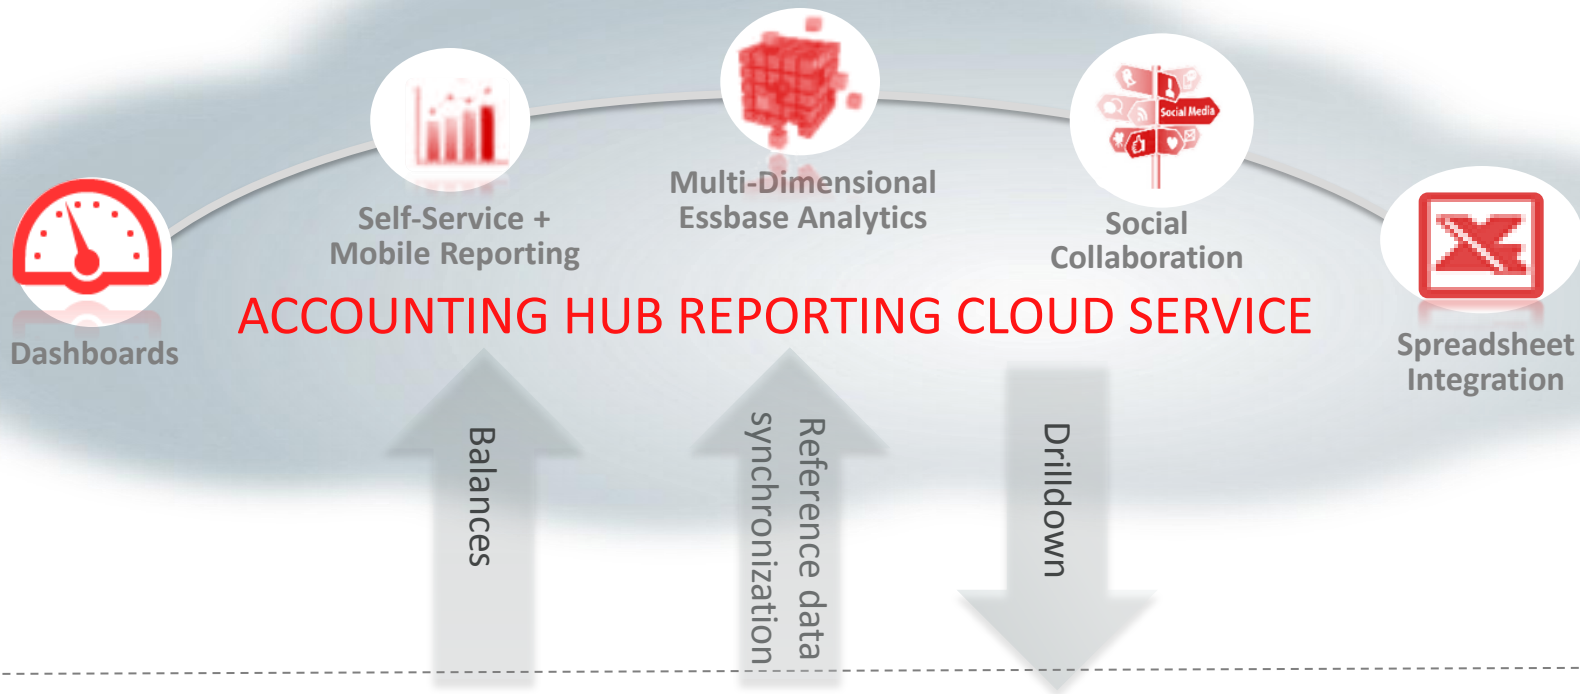 Social Media
Multi-Dimensional
Essbase Analytics
Self-Service +
Mobile Reporting
Social
Collaboration
ACCOUNTING HUB REPORTING CLOUD SERVICE
Dashboards
Spreadsheet
Integration
Balances
Reference data
synchronization
Drilldown